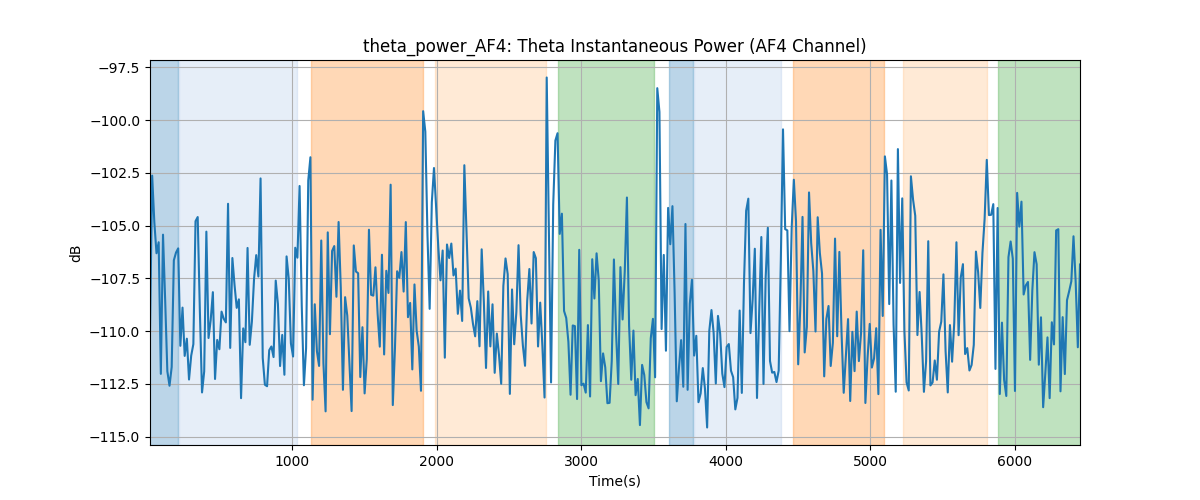 theta_power_AF4: Theta Instantaneous Power (AF4 Channel)
−97.5
−100.0
−102.5
−105.0
−107.5
−110.0
−112.5
−115.0
dB
1000 2000 3000 4000 5000 6000
Time(s)